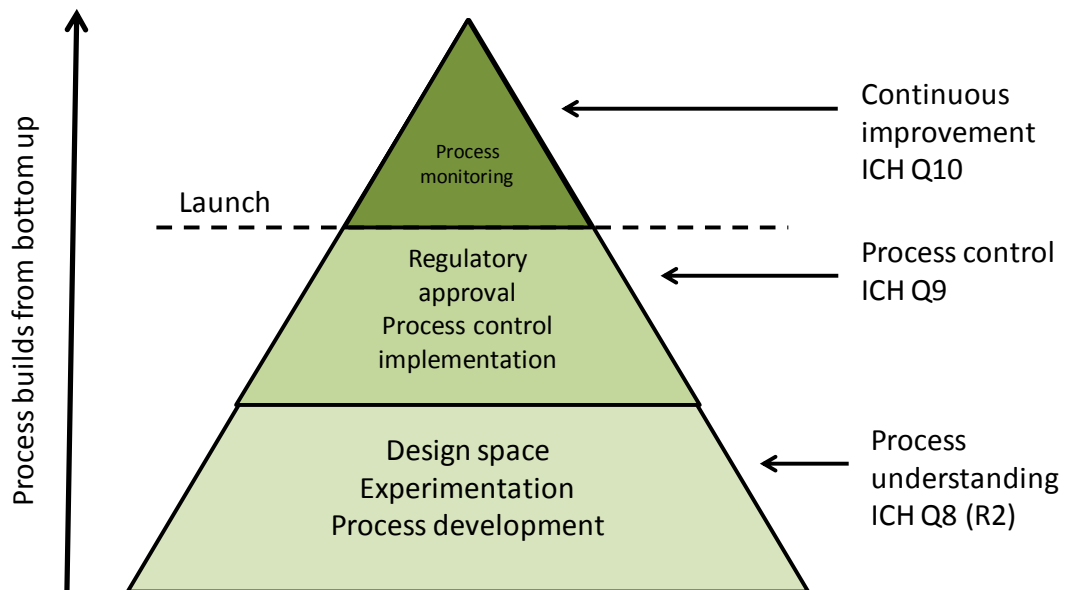 Process builds from bottom up
Launch
Process
monitoring
Regulatory
approval
Process control
implementation
Design space
Experimentation
Process development
Continuous
improvement
ICH Q10
Process control
ICH Q9
Process
understanding
ICH Q8 (R2)